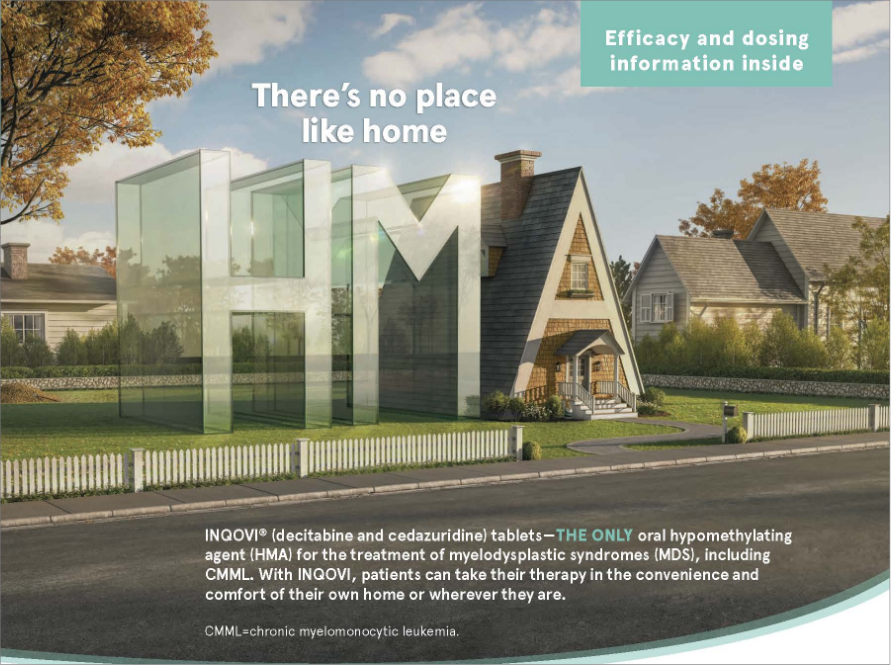 Efficacy and dosing
information inside
There's no place
like home
HM
INQOVI® (decitabine and cedazuridine) tablets—THE ONLY oral hypomethylating
agent (HMA) for the treatment of myelodysplastic syndromes (MDS), including
CMML. With INQOVI, patients can take their therapy in the convenience and
comfort of their own home or wherever they are.
CMML=chronic myelomonocytic leukemia.